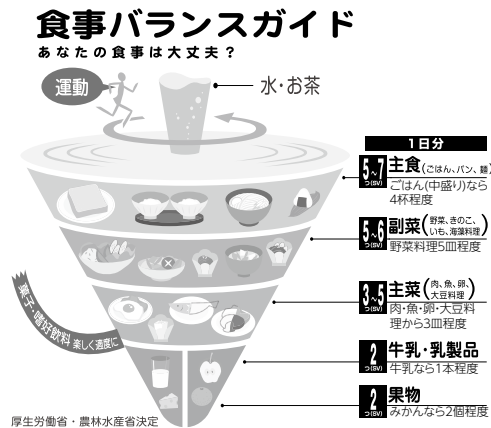 食事バランスガイド
あなたの食事は大丈夫？
運動
水・お茶
1日分
5~7 つ(SV) 主食(ごはん、パン、麺)
ごはん(中盛り)なら
4杯程度
5~6 つ(SV) 副菜(野菜、きのこ、いも、海藻料理)
野菜料理5皿程度
3~5 つ(SV) 主菜(肉、魚、卵、大豆料理)
肉・魚・卵・大豆料
理から3皿程度
2 つ(SV) 牛乳・乳製品
牛乳なら1本程度
2 つ(SV) 果物
みかんなら2個程度
菓子・嗜好飲料 楽しく適度に
厚生労働省・農林水産省決定